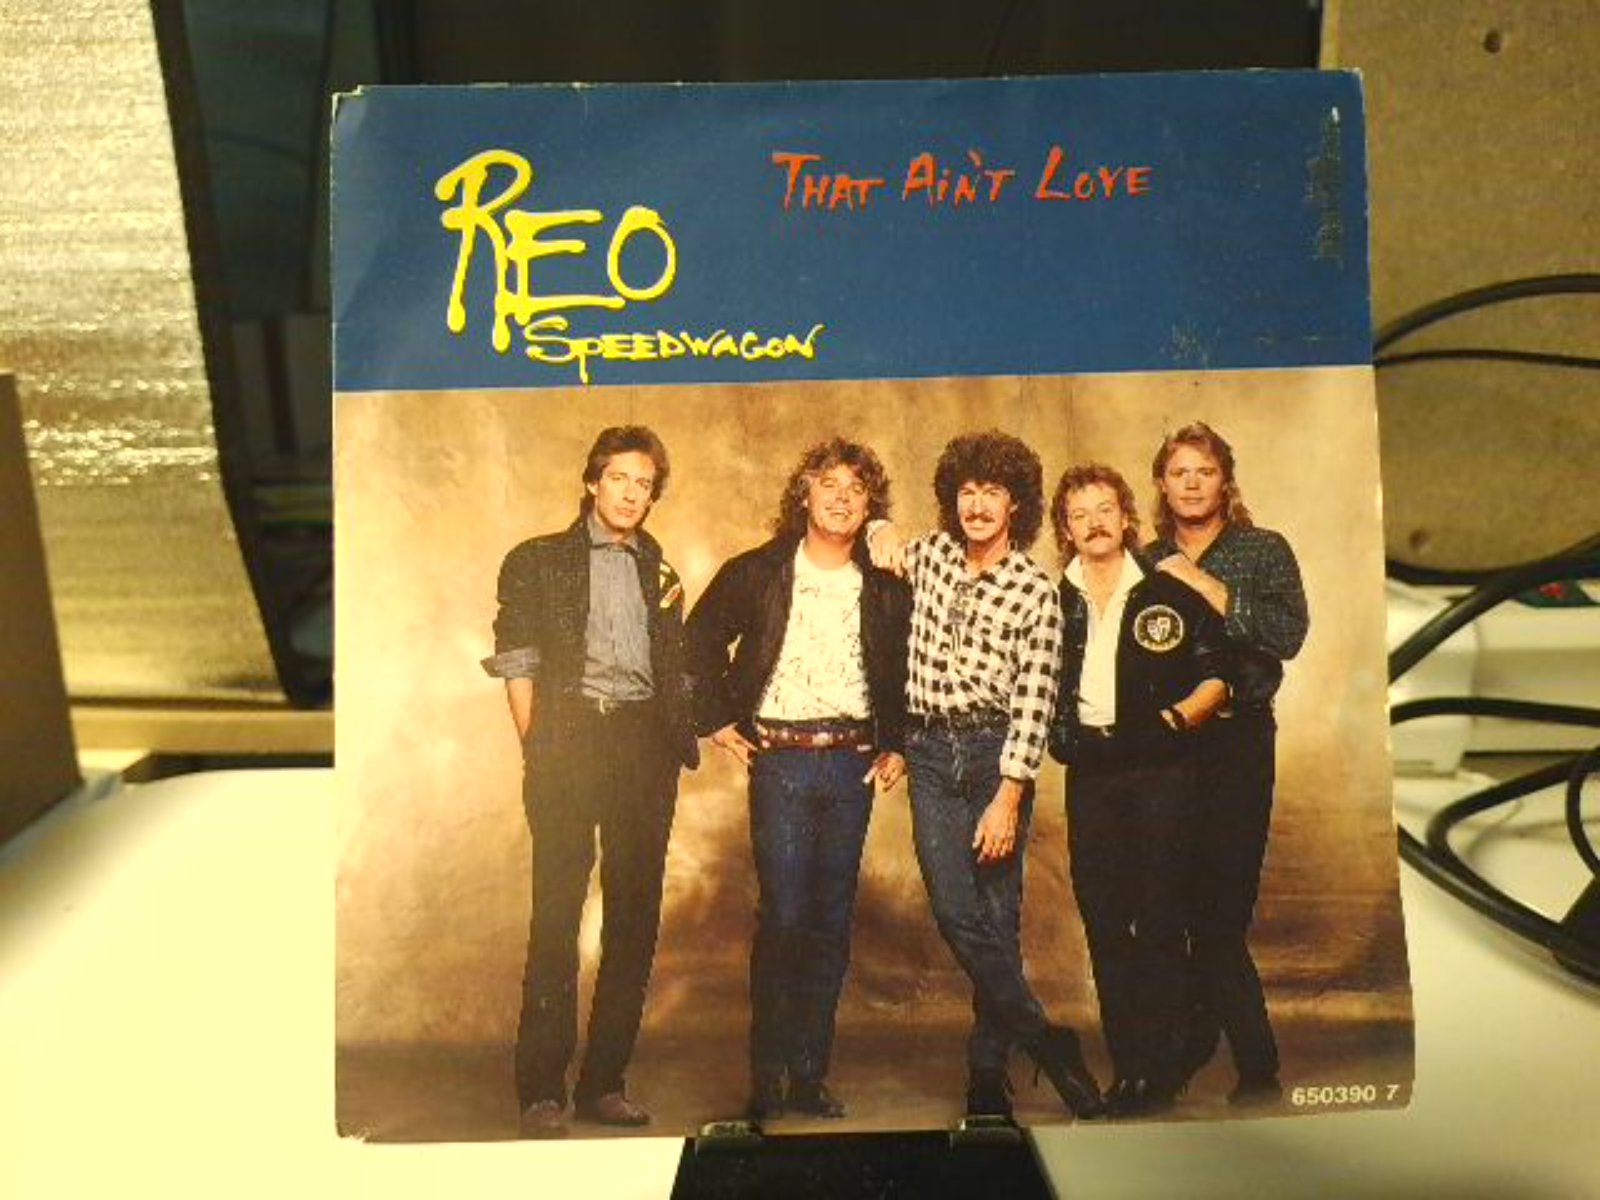 REO
SPEEDWAGON
THAT AIN'T LOVE
650390 7